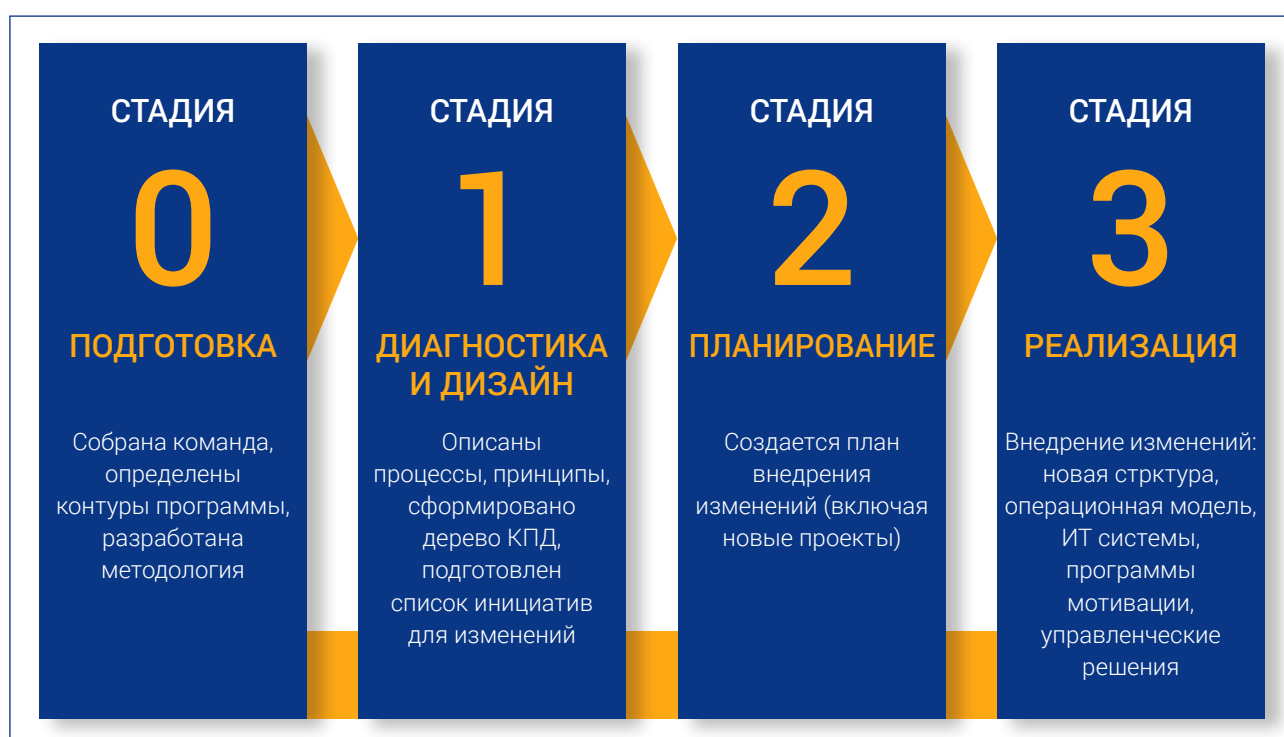 СТАДИЯ
0
ПОДГОТОВКА
Собрана команда,
определены
контуры программы,
разработана
методология
СТАДИЯ
1
ДИАГНОСТИКА
И ДИЗАЙН
Описаны
процессы, принципы,
сформировано
дерево КПД,
подготовлен
список инициатив
для изменений
СТАДИЯ
2
ПЛАНИРОВАНИЕ
Создается план
внедрения
изменений (включая
новые проекты)
СТАДИЯ
3
РЕАЛИЗАЦИЯ
Внедрение изменений:
новая стрктура,
операционная модель,
ИТ системы,
программы
мотивации,
управленческие
решения